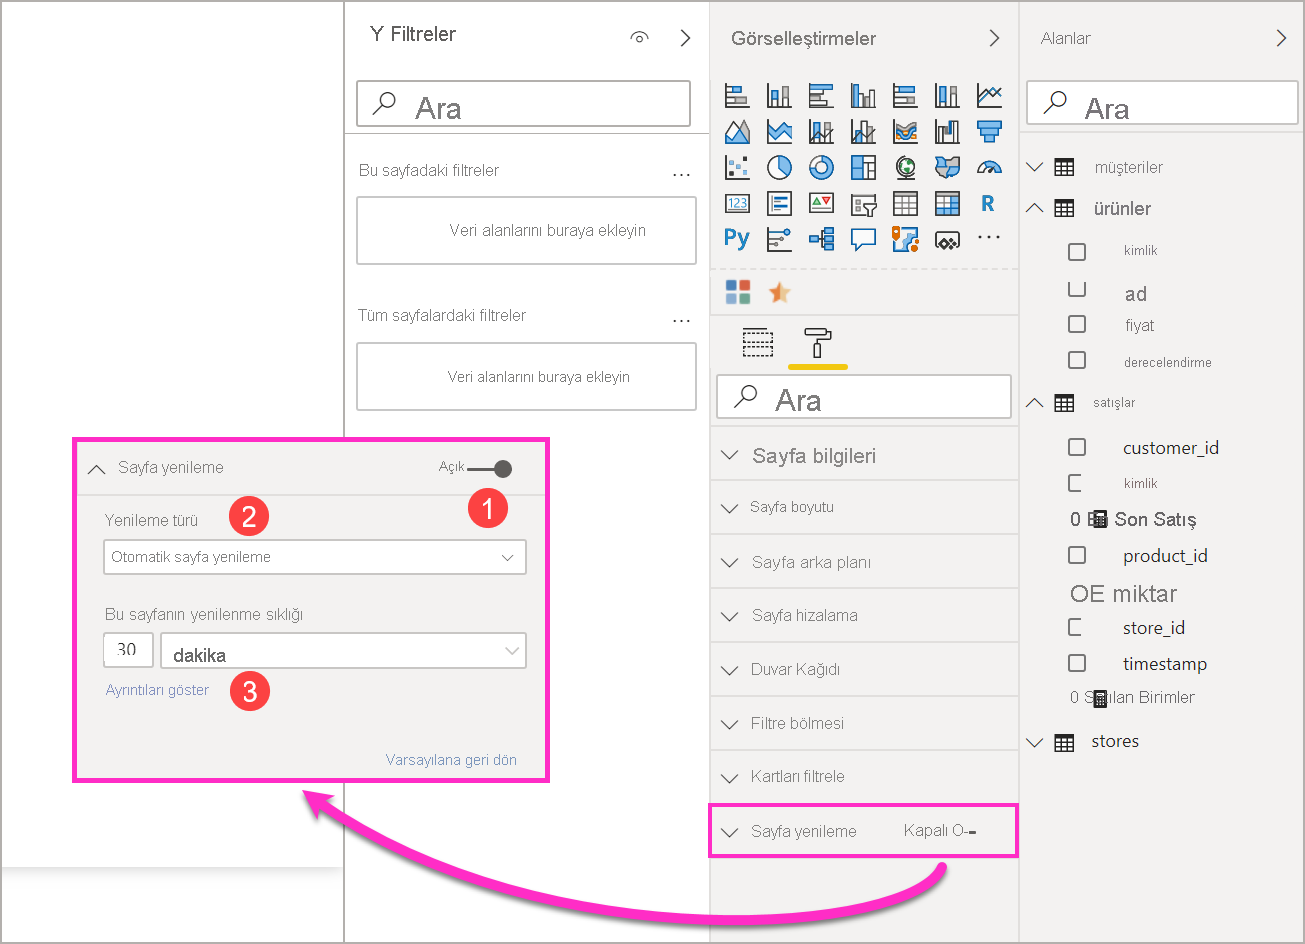 Y Filtreler
Ara
Bu sayfadaki filtreler
...
Veri alanlarını buraya ekleyin
Tüm sayfalardaki filtreler
...
Veri alanlarını buraya ekleyin
Sayfa yenileme
Açık
1
Yenileme türü
2
Otomatik sayfa yenileme
Bu sayfanın yenilenme sıklığı
30
dakika
Ayrıntıları göster
3
Varsayılana geri dön
Görselleştirmeler
123
R
Py
...
Ara
Sayfa bilgileri
Sayfa boyutu
Sayfa arka planı
Sayfa hizalama
Duvar Kağıdı
Filtre bölmesi
Kartları filtrele
Sayfa yenileme
Kapalı O
Alanlar
Ara
müşteriler
ürünler
kimlik
ad
fiyat
derecelendirme
satışlar
customer_id
kimlik
0
Son Satış
product_id
OE miktar
store_id
timestamp
0
Birimler
stores